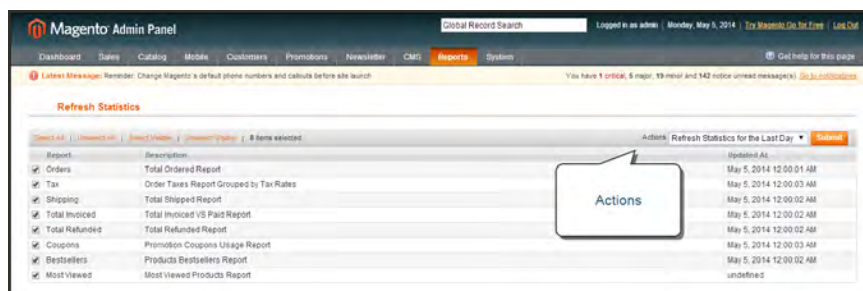 Magento Admin Panel
Global Record Search
Logged in as admin | Monday, May 5, 2014 | Try Magento Go for Free | Log Out
Dashboard Sales Catalog Mobile Customers Promotions Newsletter CMS Reports System
Get help for this page
Latest Message: Reminder: Change Magento's default phone numbers and callouts before site launch
You have 1 critical, 5 major, 19 minor and 142 notice unread message(s). Go to notifications
Refresh Statistics
Select All | Unselect All | Select Visible | Unselect Visible | 8 items selected
Actions Refresh Statistics for the Last Day Submit
Report Description Updated At
Orders Total Ordered Report May 5, 2014 12:00:01 AM
Tax Order Taxes Report Grouped by Tax Rates May 5, 2014 12:00:03 AM
Shipping Total Shipped Report May 5, 2014 12:00:02 AM
Actions
Total Invoiced Total Invoiced VS Paid Report May 5, 2014 12:00:02 AM
Total Refunded Total Refunded Report May 5, 2014 12:00:02 AM
Coupons Promotion Coupons Usage Report May 5, 2014 12:00:03 AM
Bestsellers Products Bestsellers Report May 5, 2014 12:00:02 AM
Most Viewed Most Viewed Products Report undefined